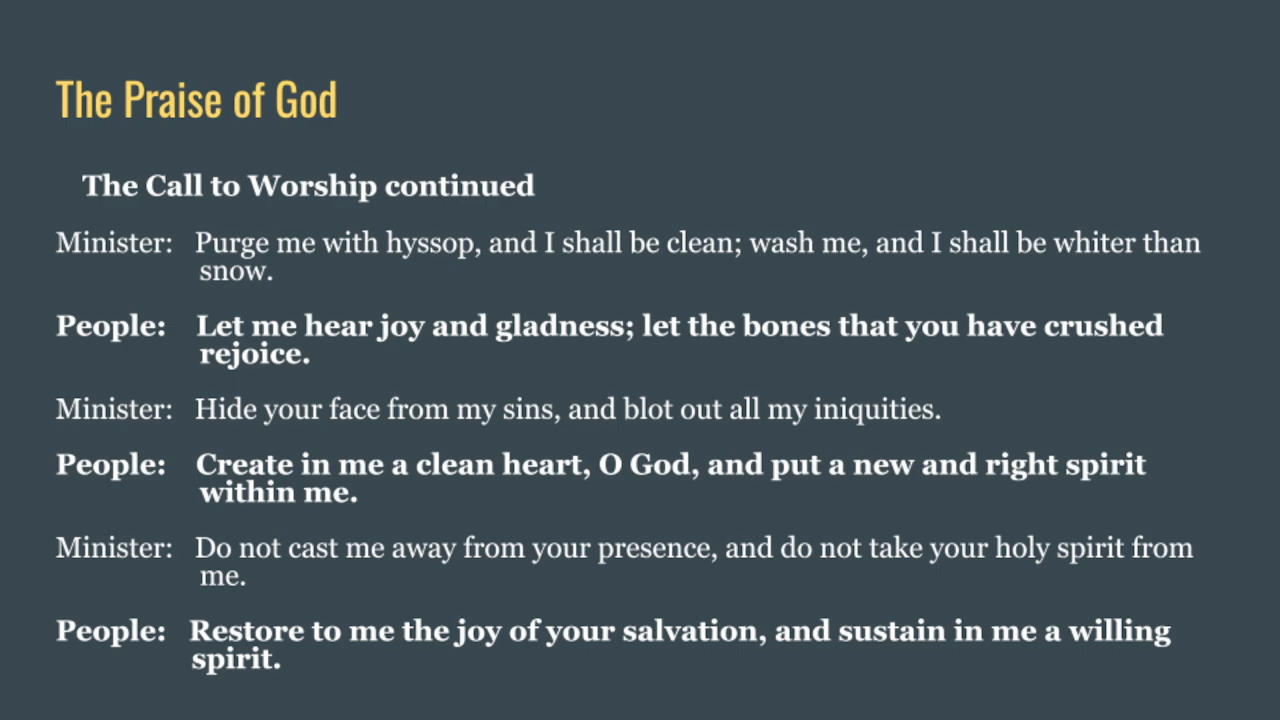 The Praise of God
The Call to Worship continued
Minister: Purge me with hyssop, and I shall be clean; wash me, and I shall be whiter than
snow.
People: Let me hear joy and gladness; let the bones that you have crushed
rejoice.
Minister: Hide your face from my sins, and blot out all my iniquities.
People: Create in me a clean heart, O God, and put a new and right spirit
within me.
Minister: Do not cast me away from your presence, and do not take your holy spirit from
me.
People: Restore to me the joy of your salvation, and sustain in me a willing
spirit.